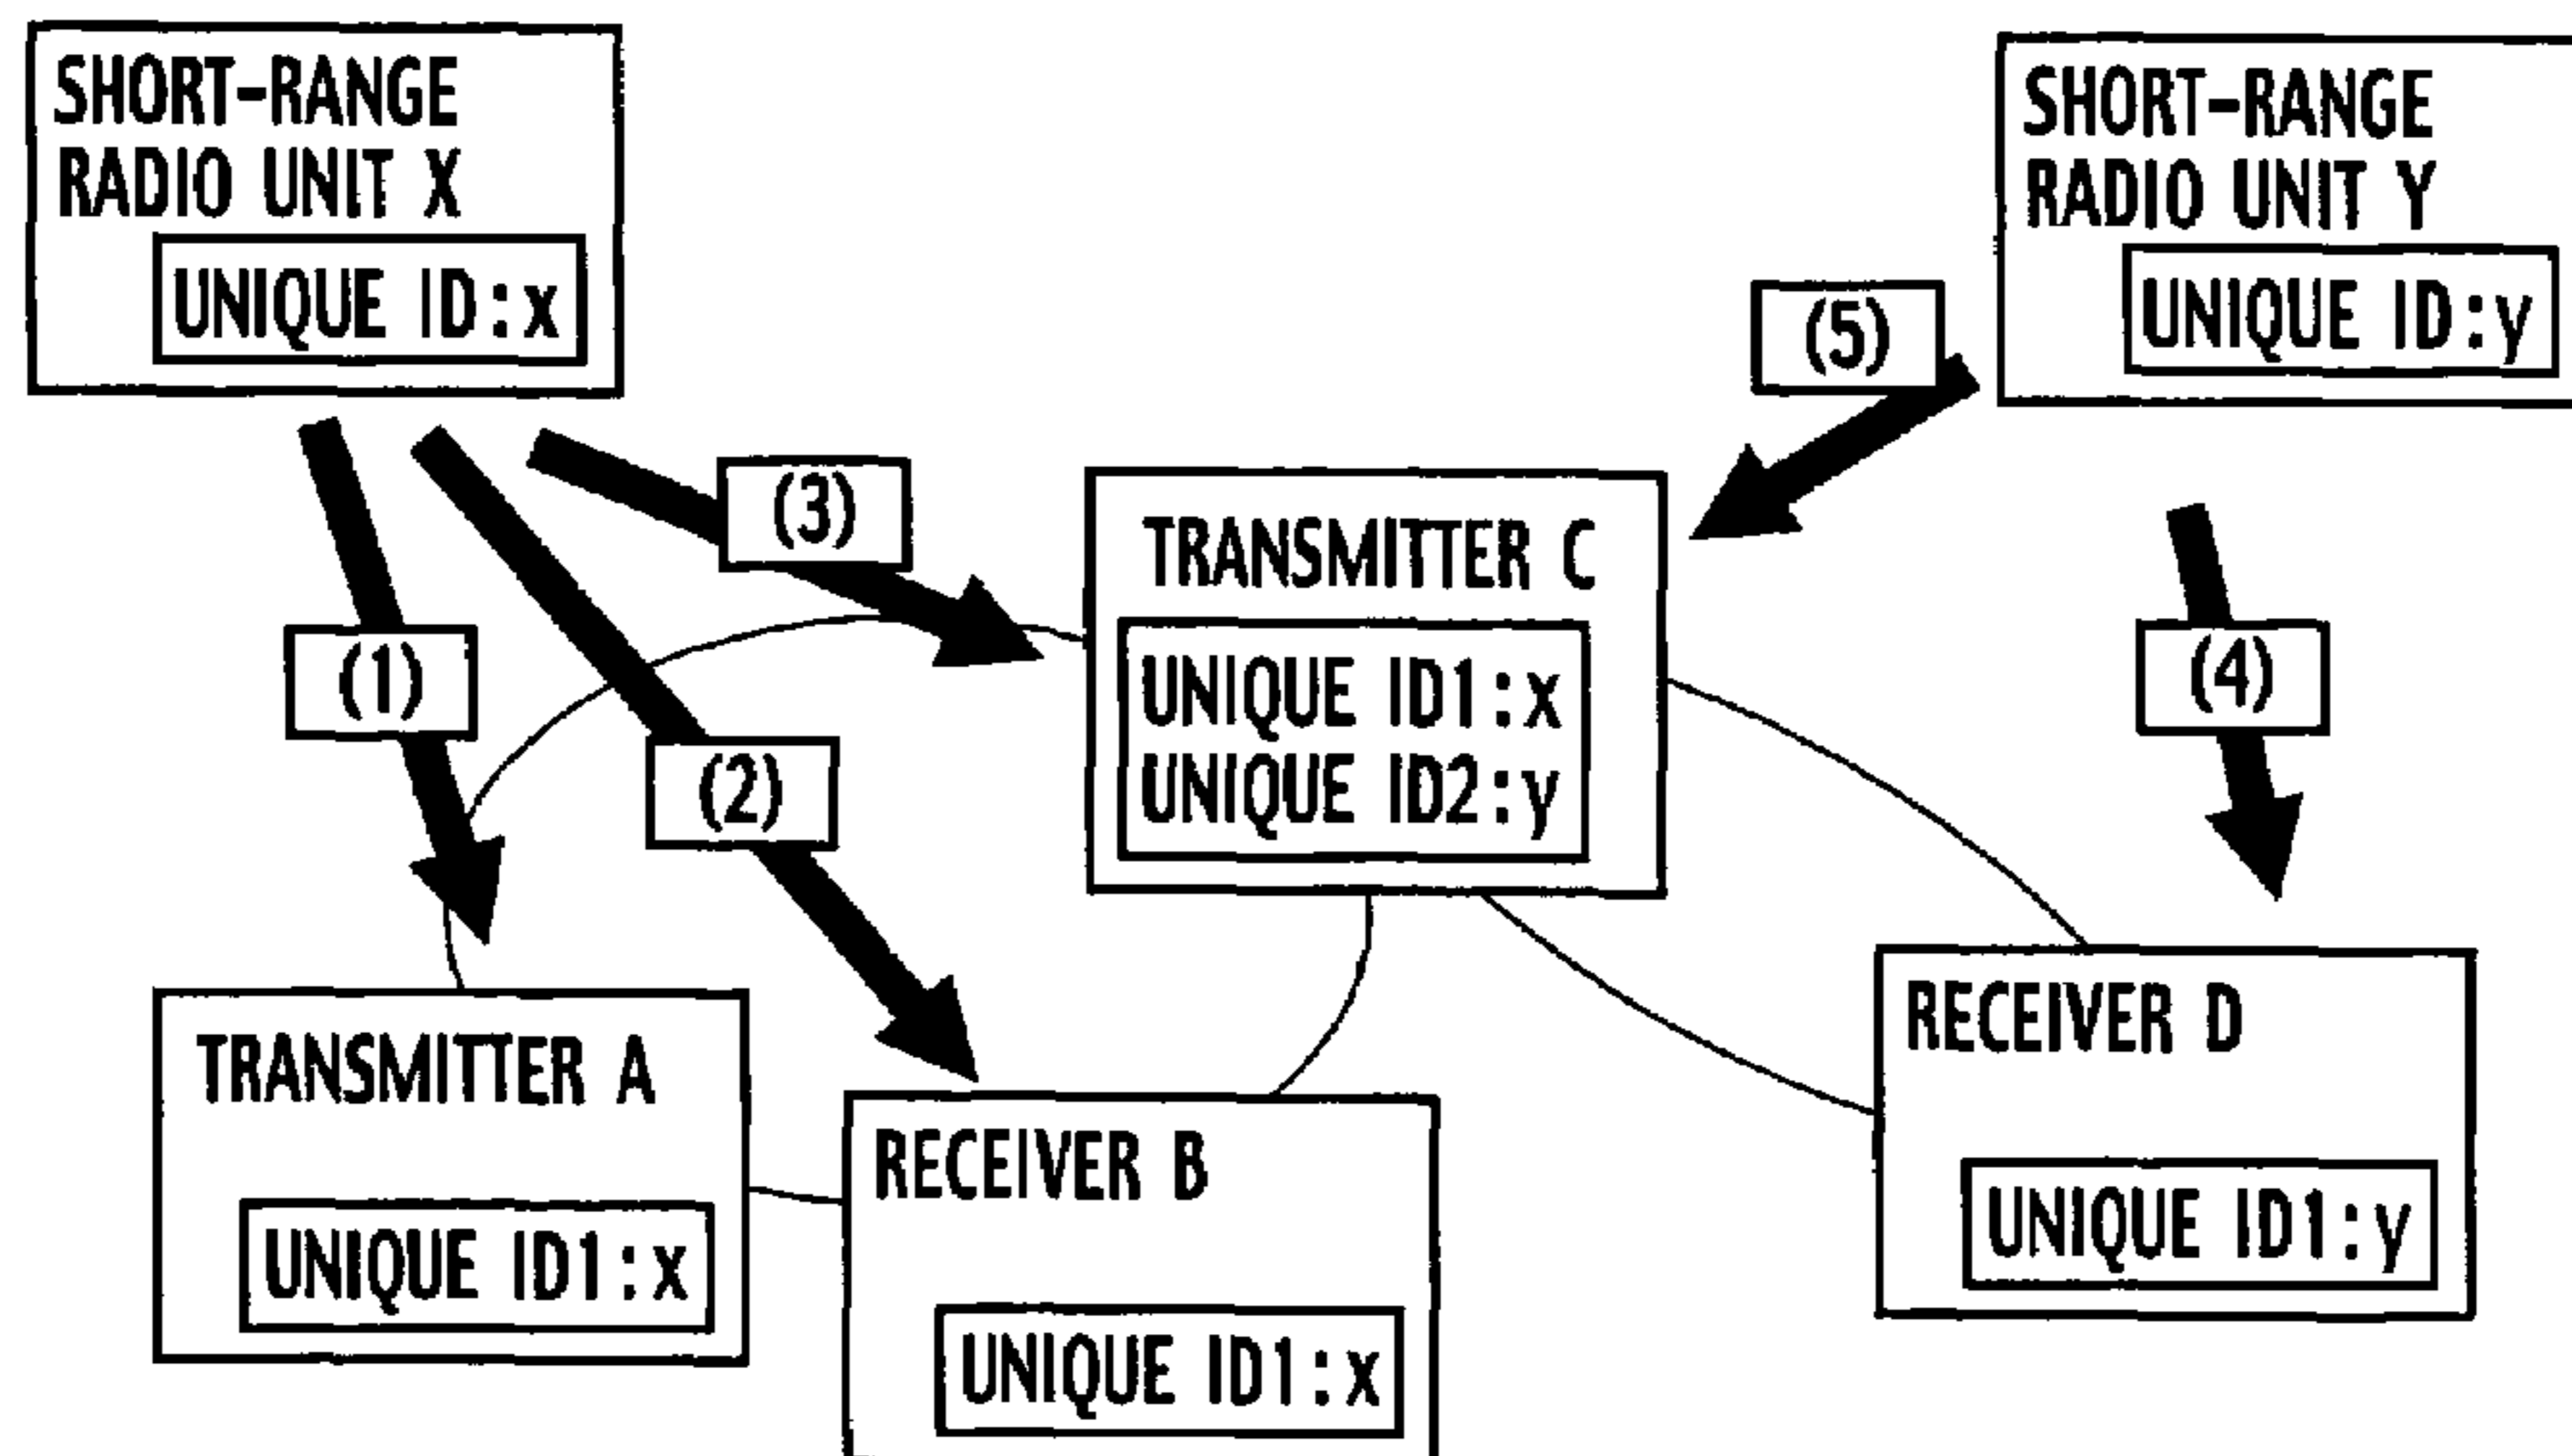 SHORT-RANGE
RADIO UNIT X
UNIQUE ID:x
SHORT-RANGE
RADIO UNIT Y
UNIQUE ID:y
(5)
(3)
TRANSMITTER C
UNIQUE ID1:x
UNIQUE ID2:y
(1)
(2)
(4)
TRANSMITTER A
UNIQUE ID1:x
RECEIVER B
UNIQUE ID1:x
RECEIVER D
UNIQUE ID1:y